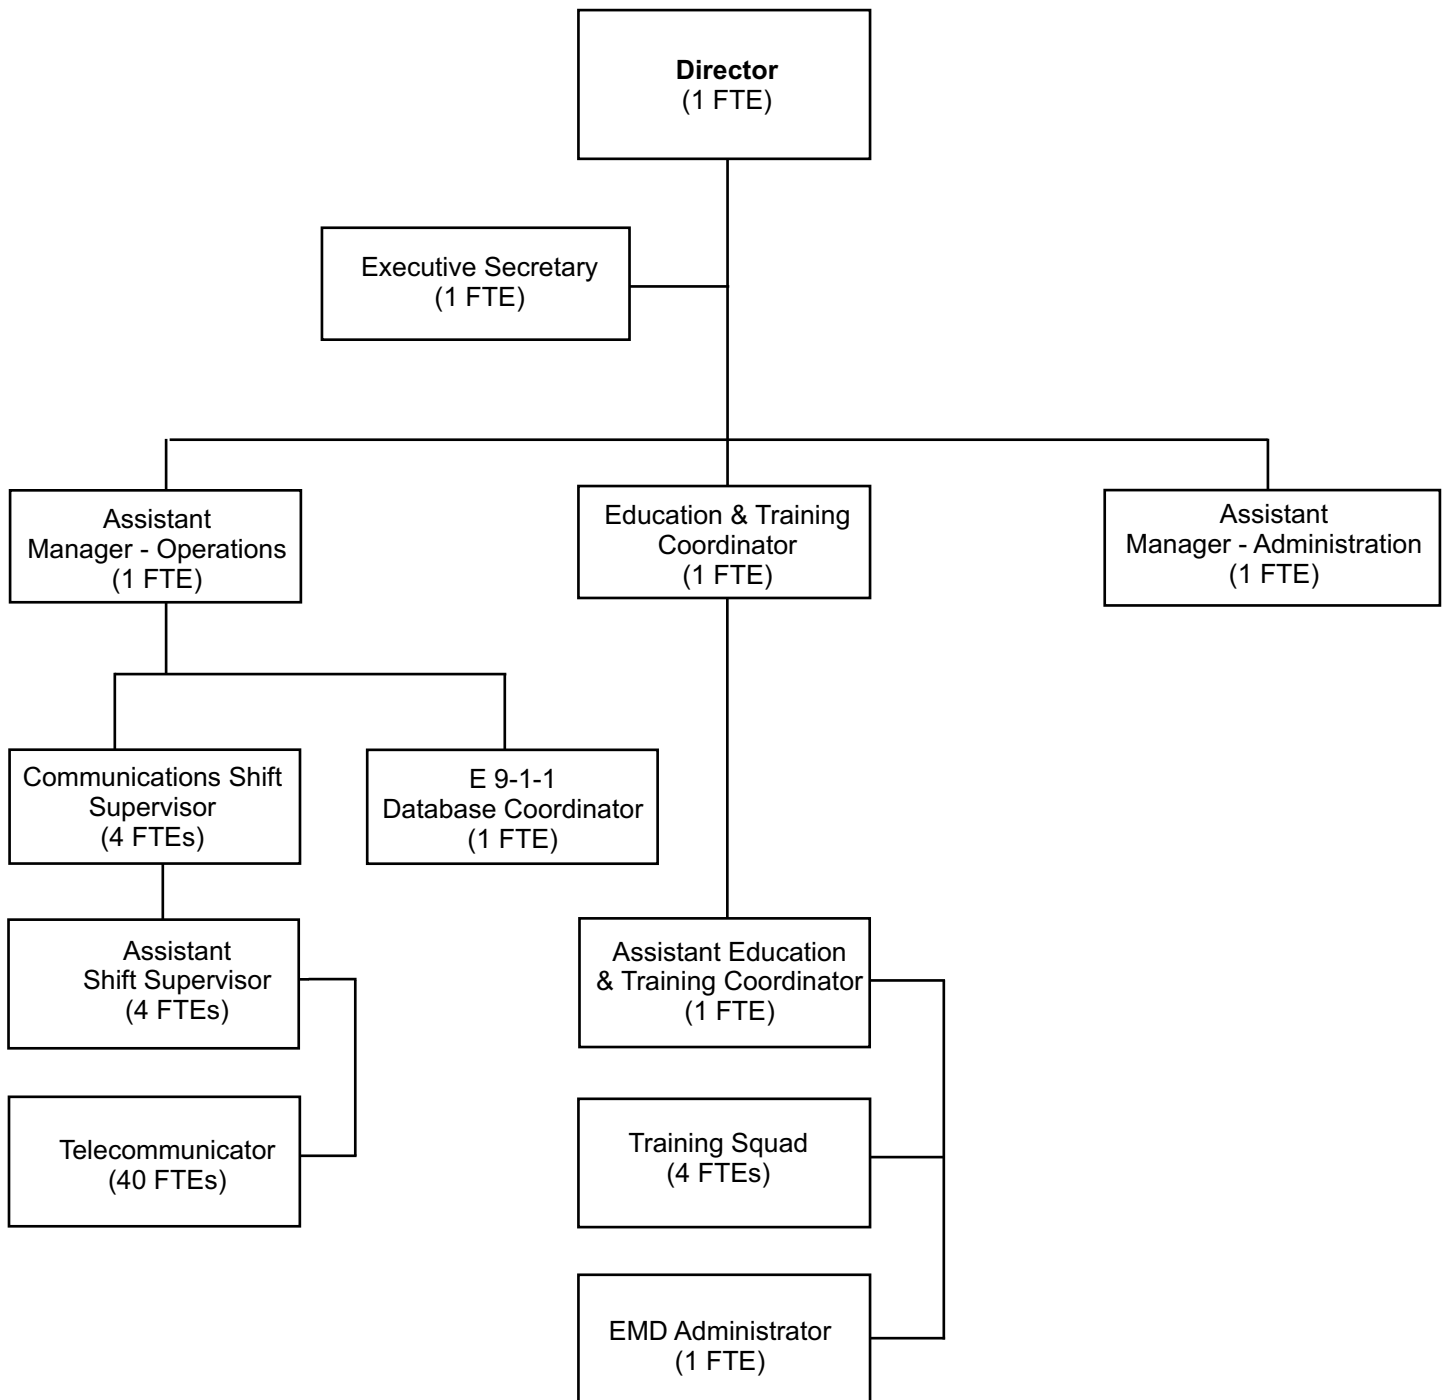 Director
(1 FTE)
Executive Secretary
(1 FTE)
Assistant
Manager - Operations
(1 FTE)
Education & Training
Coordinator
(1 FTE)
Assistant
Manager - Administration
(1 FTE)
Communications Shift
Supervisor
(4 FTEs)
E 9-1-1
Database Coordinator
(1 FTE)
Assistant
Shift Supervisor
(4 FTEs)
Assistant Education
& Training Coordinator
(1 FTE)
Telecommunicator
(40 FTEs)
Training Squad
(4 FTEs)
EMD Administrator
(1 FTE)